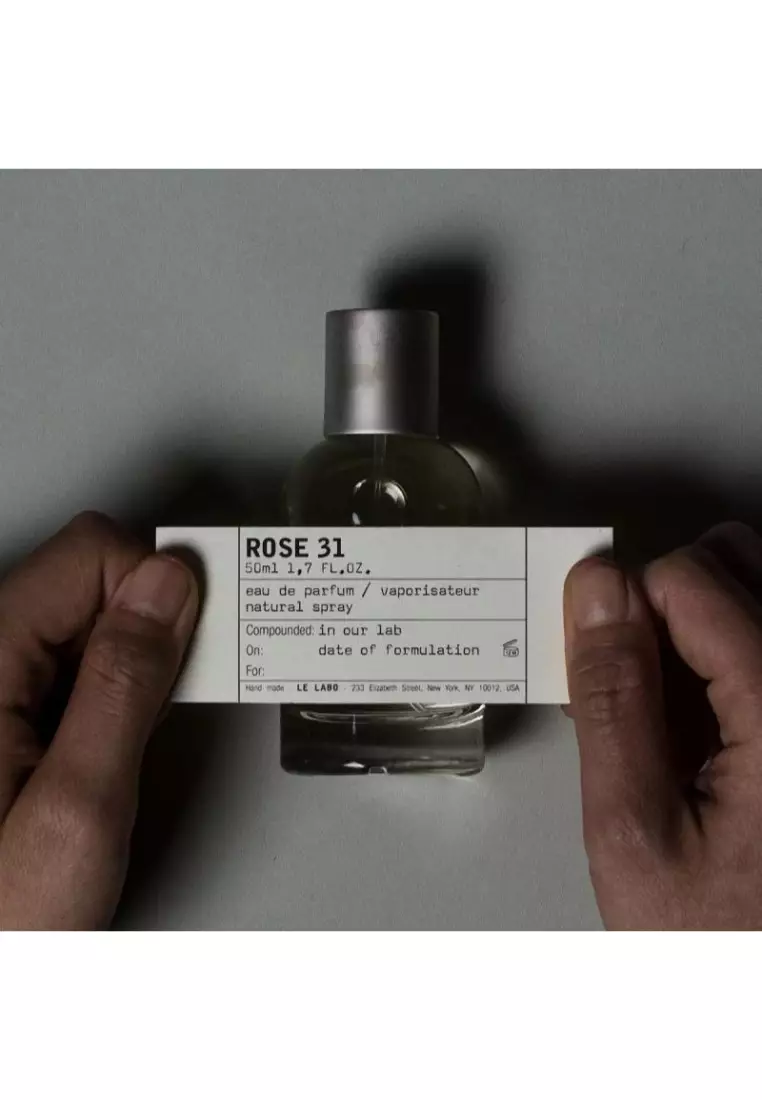 ROSE 31
50ml 1,7 FL.OZ.
eau de parfum / vaporisateur
natural spray
Compounded: in our lab
On: date of formulation
For:
Hand made LE LABO - 233 Elizabeth Street, New York, NY 10012, USA